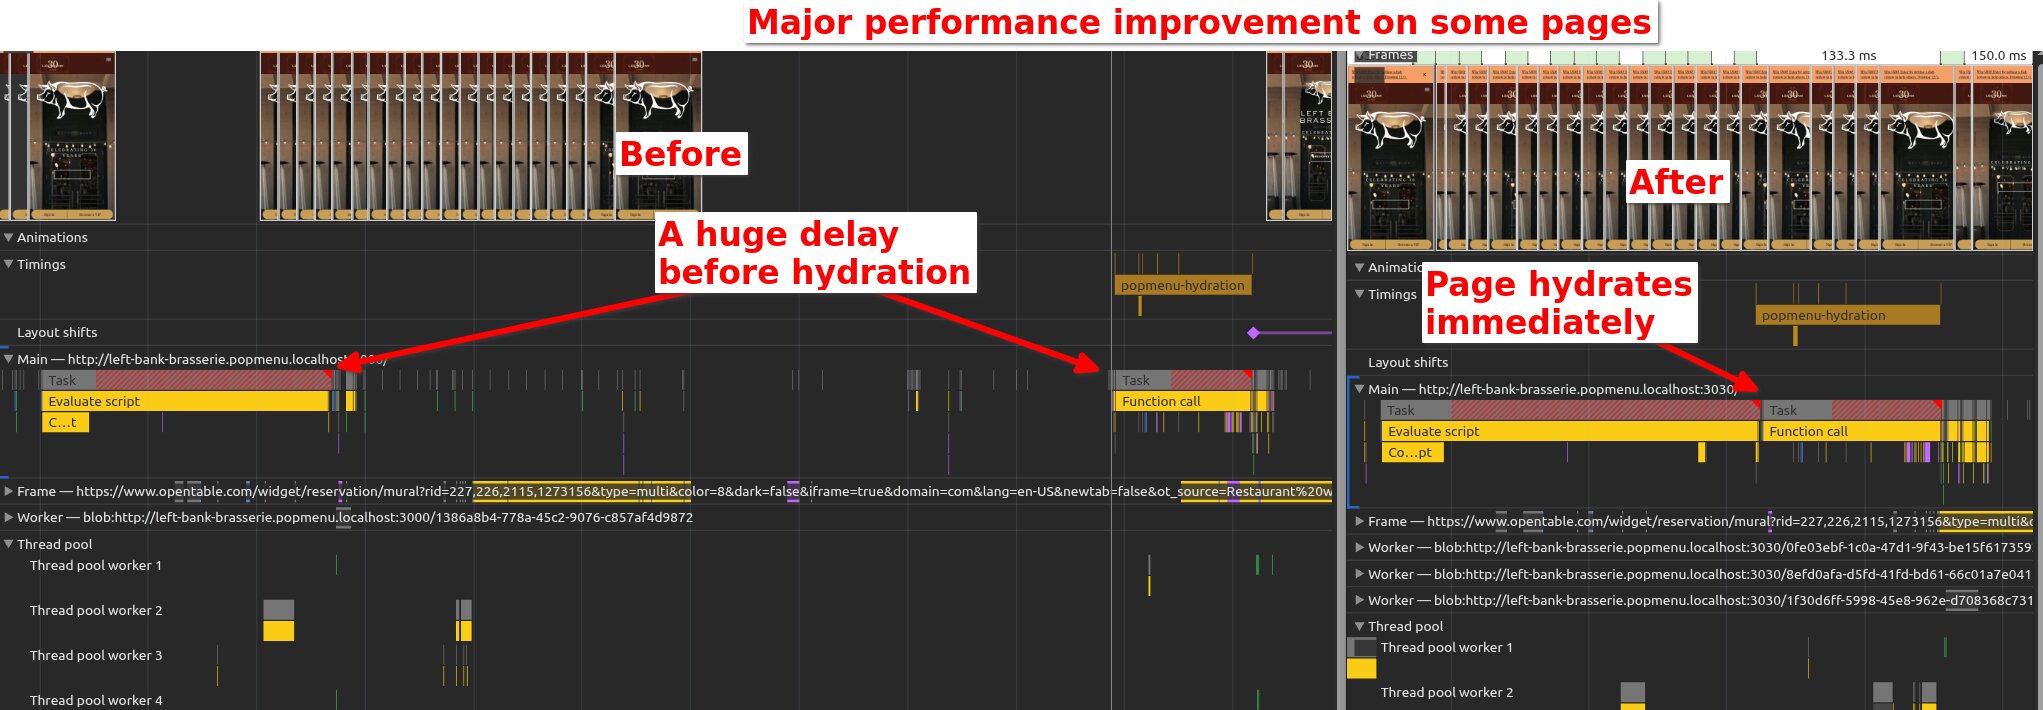 Major performance improvement on some pages
Before
A huge delay
before hydration
Animations
Timings
popmenu-hydration
Layout shifts
Main — http://left-bank-brasserie.popmenu.localhost
Task
Task
Evaluate script
Function call
C…t
Frame — https://www.opentable.com/widget/reservation/mural?rid=227,226,2115,1273156&type=multi&color=8&dark=false&iframe=true&domain=com&lang=en-US&newtab=false&ot_source=Restaurant%20w
Worker — blob:http://left-bank-brasserie.popmenu.localhost:3000/1386a8b4-778a-45c2-9076-c857af4d9872
Thread pool
Thread pool worker 1
Thread pool worker 2
Thread pool worker 3
Thread pool worker 4
Frames
133.3 ms
150.0 ms
After
Page hydrates
immediately
Animatio
Timings
popmenu-hydration
Layout shifts
Main — http://left-bank-brasserie.popmenu.localhost:3030/
Task
Task
Evaluate script
Function call
Co…pt
Frame — https://www.opentable.com/widget/reservation/mural?rid=227,226,2115,1273156&type=multi&c
Worker — blob:http://left-bank-brasserie.popmenu.localhost:3030/0fe03ebf-1c0a-47d1-9f43-be15f617359
Worker — blob:http://left-bank-brasserie.popmenu.localhost:3030/8efd0afa-d5fd-41fd-bd61-66c01a7e041
Worker — blob:http://left-bank-brasserie.popmenu.localhost:3030/1f30d6ff-5998-45e8-962e-d708368c731
Thread pool
Thread pool worker 1
Thread pool worker 2